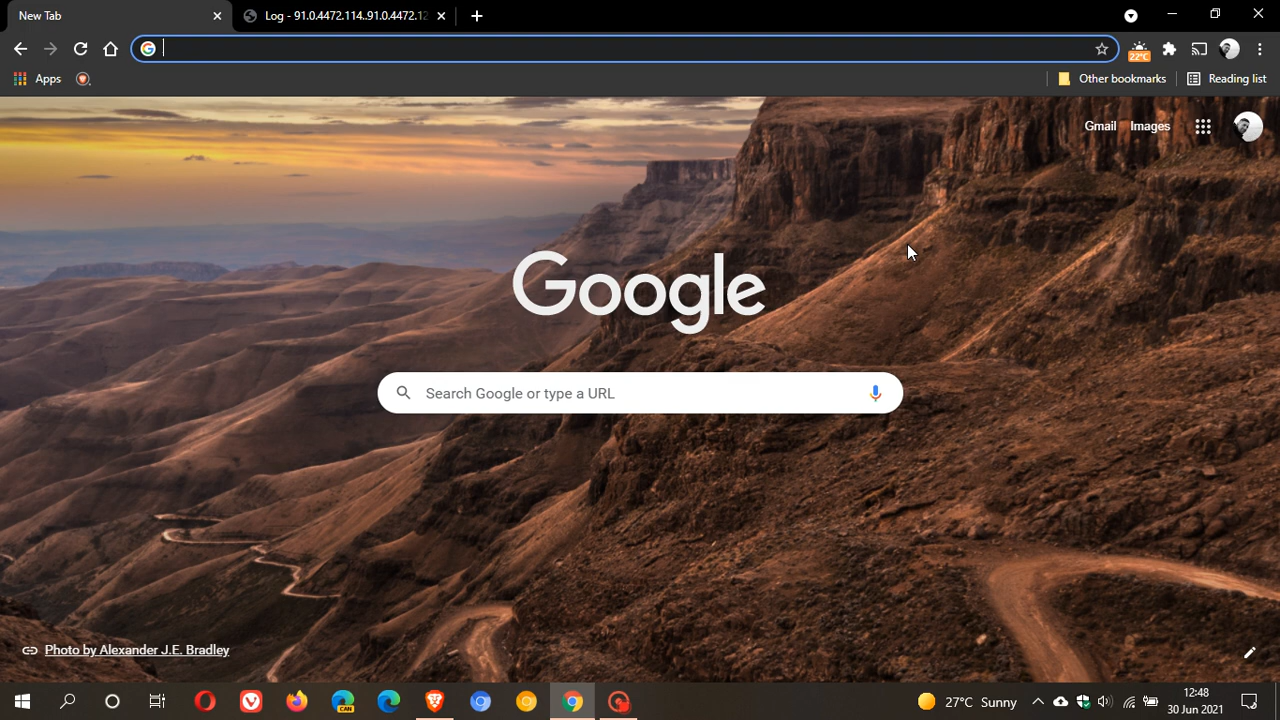 New Tab
Log - 91.0.4472.114..91.0.4472.12
Apps
Other bookmarks
Reading list
22°C
Gmail
Images
Google
Search Google or type a URL
Photo by Alexander J.E. Bradley
CAN
27°C Sunny
12:48
30 Jun 2021